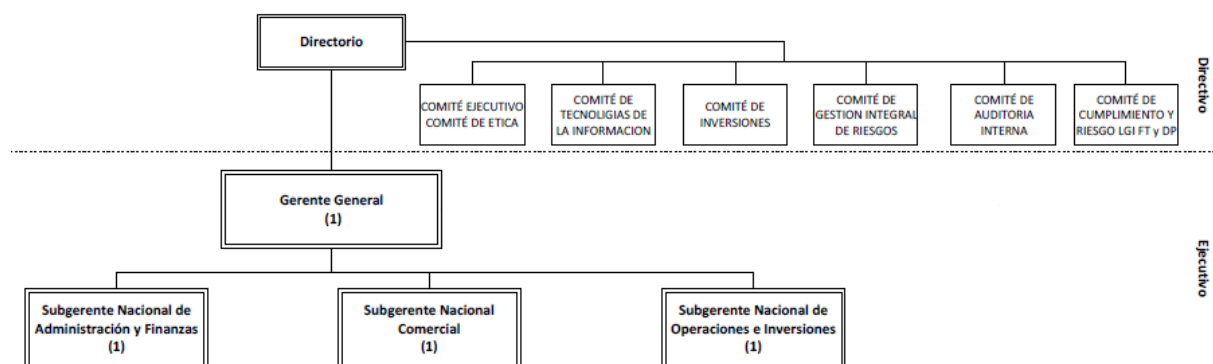 Directorio
Directivo
COMITÉ EJECUTIVO
COMITÉ DE ETICA
COMITÉ DE
TECNOLIGIAS DE
LA INFORMACION
COMITÉ DE
INVERSIONES
COMITÉ DE
GESTION INTEGRAL
DE RIESGOS
COMITÉ DE
AUDITORIA
INTERNA
COMITÉ DE
CUMPLIMIENTO Y
RIESGO LGI FT y DP
Gerente General
(1)
Ejecutivo
Subgerente Nacional de
Administración y Finanzas
(1)
Subgerente Nacional
Comercial
(1)
Subgerente Nacional de
Operaciones e Inversiones
(1)